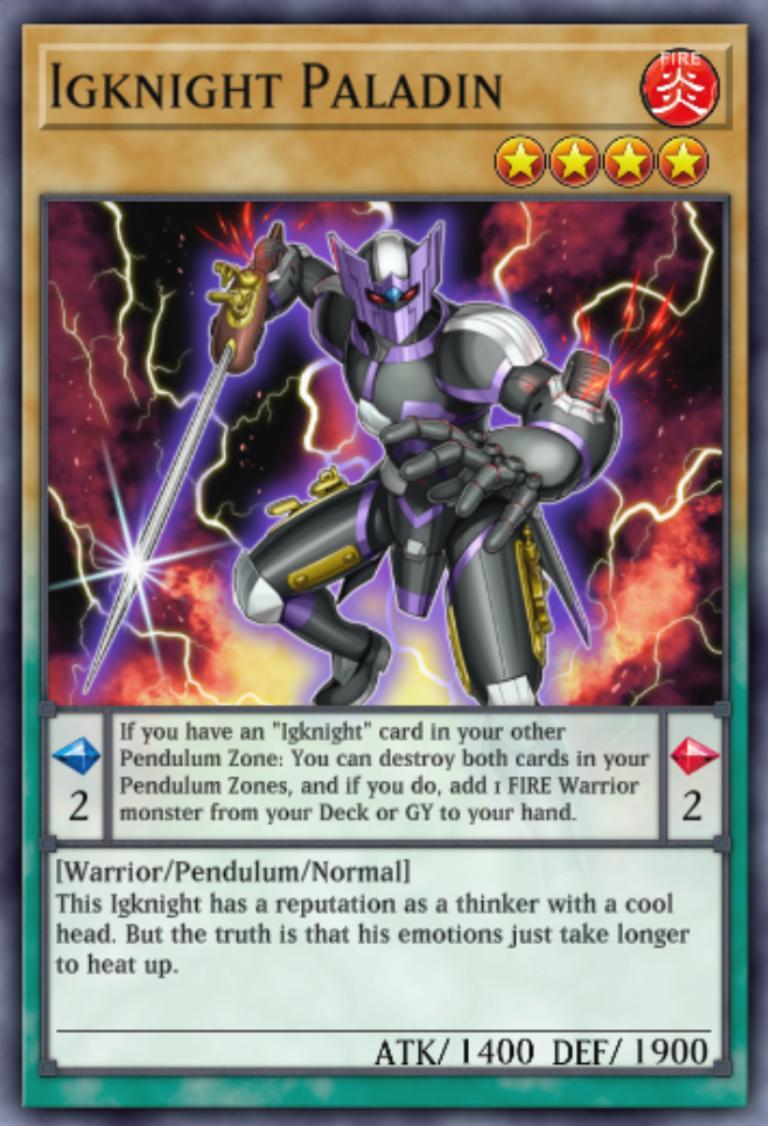 Igknight Paladin
FIRE
炎
If you have an "Igknight" card in your other
Pendulum Zone: You can destroy both cards in your
Pendulum Zones, and if you do, add 1 FIRE Warrior
monster from your Deck or GY to your hand.
2
2
[Warrior/Pendulum/Normal]
This Igknight has a reputation as a thinker with a cool
head. But the truth is that his emotions just take longer
to heat up.
ATK/ 1400 DEF/ 1900